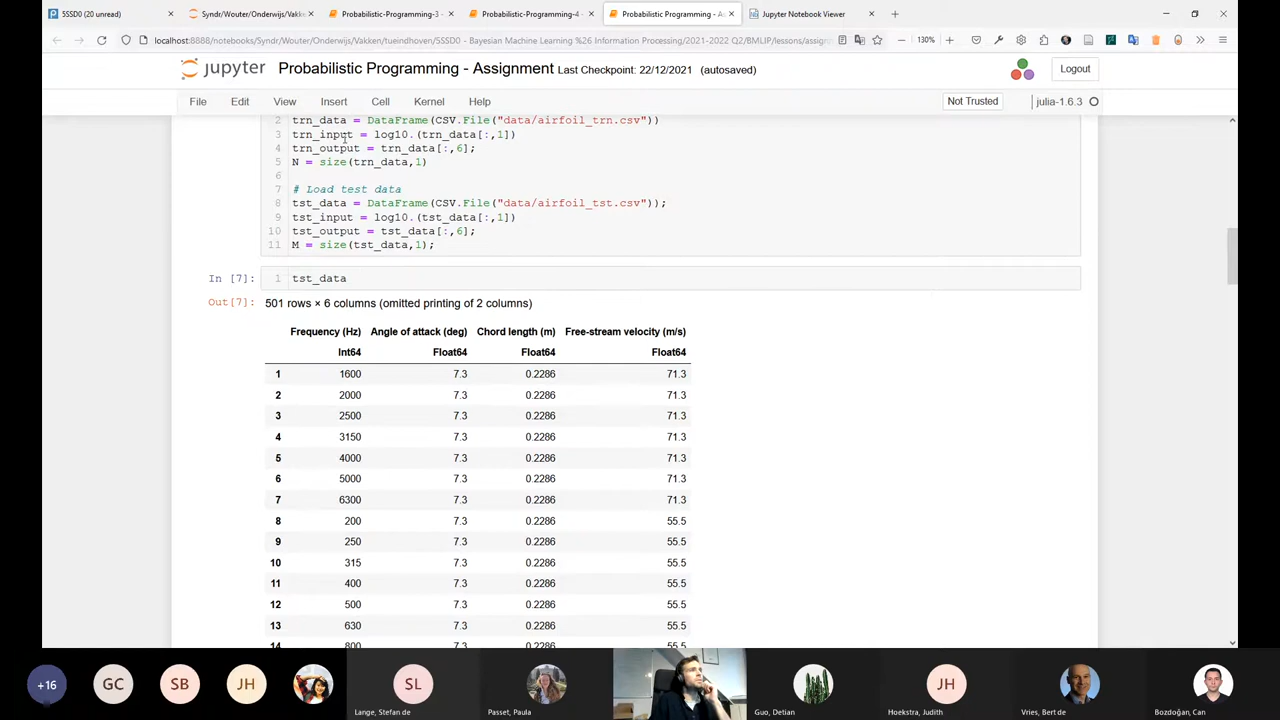 5SSD0 (20 unread)
Syndr/Wouter/Onderwijs/Vakke
Probabilistic-Programming-3 -
Probabilistic-Programming-4 -
Probabilistic Programming - As
Jupyter Notebook Viewer
localhost:8888/notebooks/Syndr/Wouter/Onderwijs/Vakken/tueindhoven/5SSD0 - Bayesian Machine Learning %26 Information Processing/2021-2022 Q2/BMLIP/lessons/assign
130%
jupyter Probabilistic Programming - Assignment Last Checkpoint: 22/12/2021 (autosaved)
Logout
File Edit View Insert Cell Kernel Help
Not Trusted
julia-1.6.3
2 trn_data = DataFrame(CSV.File("data/airfoil_trn.csv"))
3 trn_input = log10.(trn_data[:,1])
4 trn_output = trn_data[:,6];
5 N = size(trn_data,1)
6
7 # Load test data
8 tst_data = DataFrame(CSV.File("data/airfoil_tst.csv"));
9 tst_input = log10.(tst_data[:,1])
10 tst_output = tst_data[:,6];
11 M = size(tst_data,1);
In [7]: 1 tst_data
Out[7]: 501 rows × 6 columns (omitted printing of 2 columns)
Frequency (Hz) Angle of attack (deg) Chord length (m) Free-stream velocity (m/s)
Int64 Float64 Float64 Float64
1 1600 7.3 0.2286 71.3
2 2000 7.3 0.2286 71.3
3 2500 7.3 0.2286 71.3
4 3150 7.3 0.2286 71.3
5 4000 7.3 0.2286 71.3
6 5000 7.3 0.2286 71.3
7 6300 7.3 0.2286 71.3
8 200 7.3 0.2286 55.5
9 250 7.3 0.2286 55.5
10 315 7.3 0.2286 55.5
11 400 7.3 0.2286 55.5
12 500 7.3 0.2286 55.5
13 630 7.3 0.2286 55.5
14 800 7.3 0.2286 55.5
+16 GC SB JH SL JH
Lange, Stefan de
Passet, Paula
Guo, Detian
Hoekstra, Judith
Vries, Bert de
Bozdoğan, Can